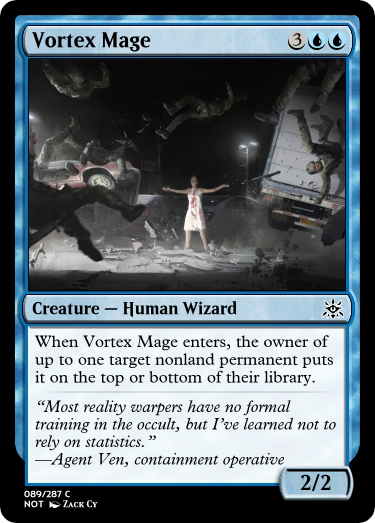 Vortex Mage 3
Creature — Human Wizard
When Vortex Mage enters, the owner of
up to one target nonland permanent puts
it on the top or bottom of their library.
“Most reality warpers have no formal
training in the occult, but I’ve learned not to
rely on statistics.”
—Agent Ven, containment operative
2/2
089/287 C
NOT Zack Cy